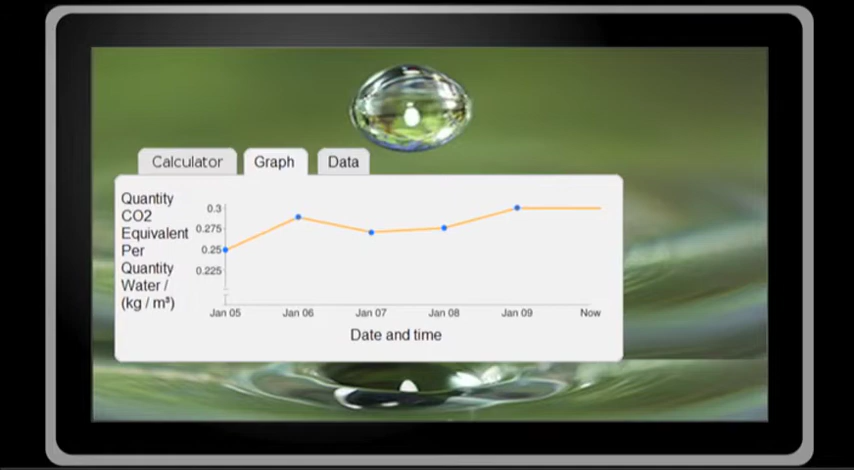 Calculator
Graph
Data
Quantity
CO2
Equivalent
Per
Quantity
Water /
(kg / m³)
0.3
0.275
0.25
0.225
Jan 05
Jan 06
Jan 07
Jan 08
Jan 09
Now
Date and time